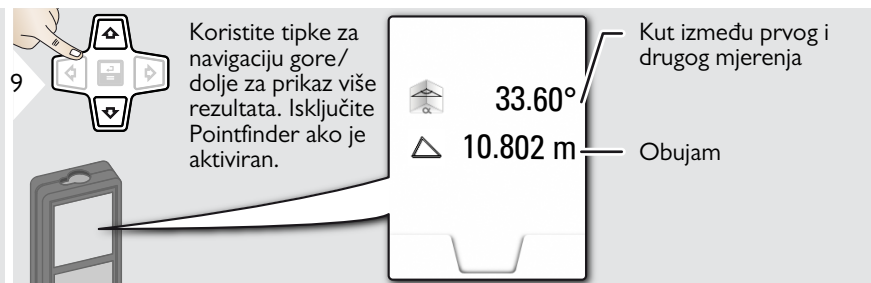 9
Koristite tipke za
navigaciju gore/
dolje za prikaz više
rezultata. Isključite
Pointfinder ako je
aktiviran.
α
33.60°
10.802 m
Kut između prvog i
drugog mjerenja
Obujam